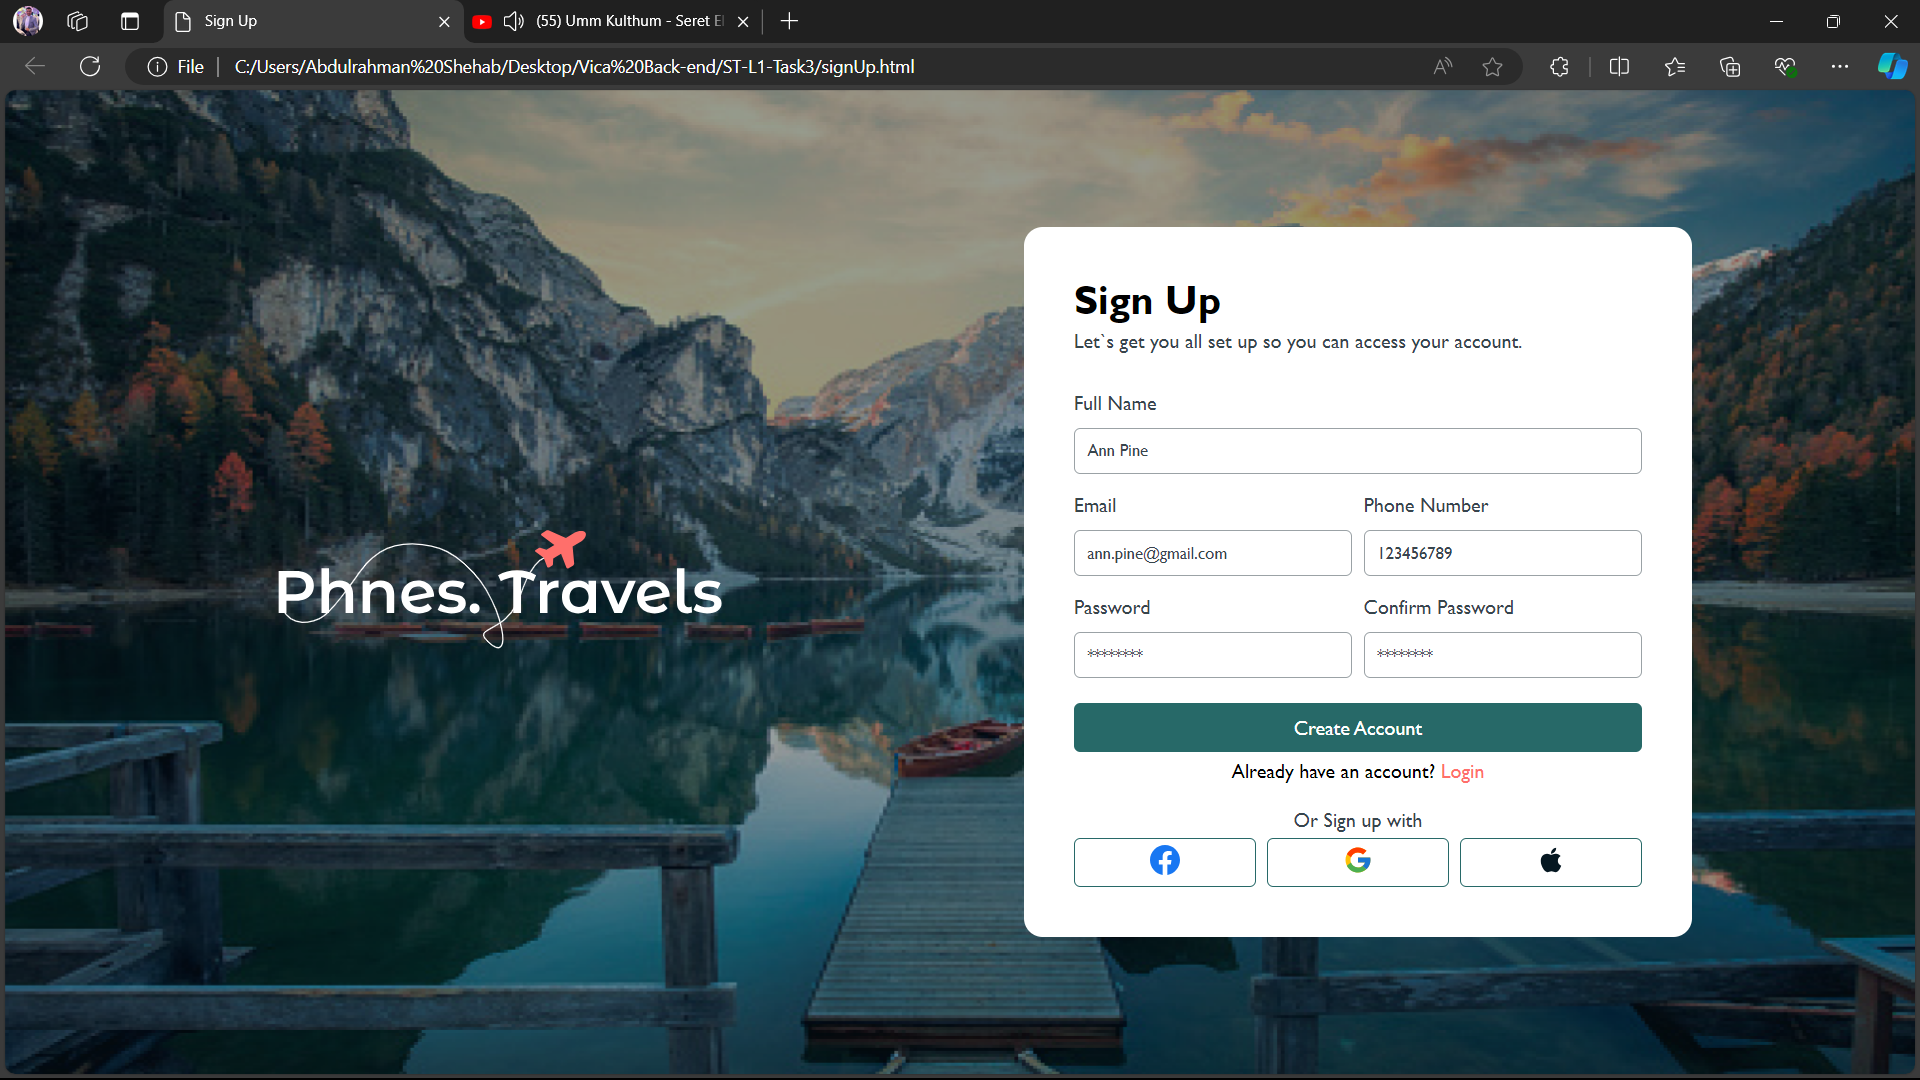 Sign Up
(55) Umm Kulthum - Seret El
File
C:/Users/Abdulrahman%20Shehab/Desktop/Vica%20Back-end/ST-L1-Task3/signUp.html
Phnes. Travels
Sign Up
Let`s get you all set up so you can access your account.
Full Name
Ann Pine
Email
Phone Number
ann.pine@gmail.com
123456789
Password
Confirm Password
********
********
Create Account
Already have an account? Login
Or Sign up with